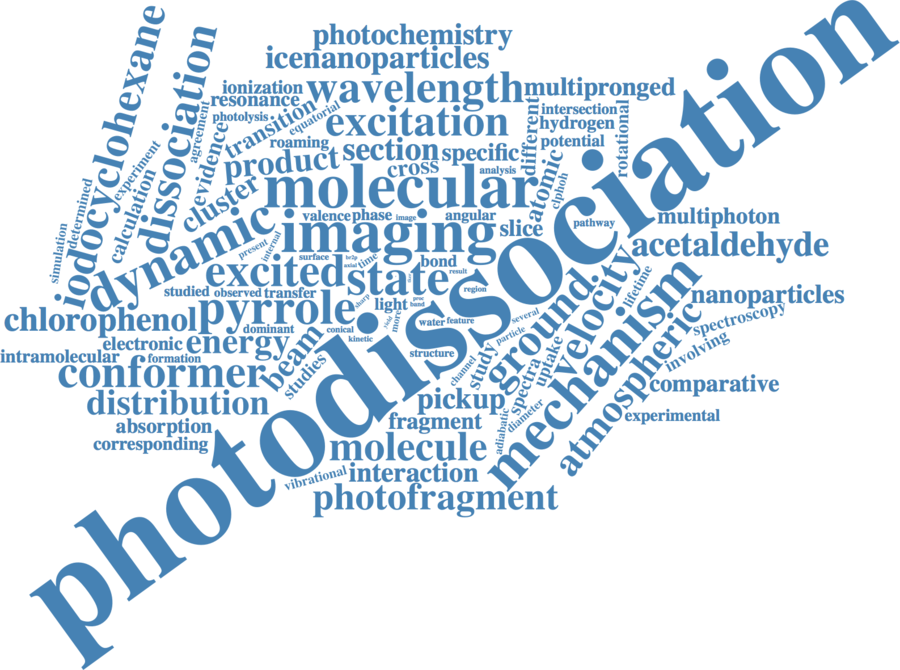 photodissociation
photochemistry
icenanoparticles
iodocyclohexane
dissociation
ionization
wavelength
multipronged
resonance
photolysis
transition
equatorial
excitation
different
intersection
hydrogen
potential
rotational
agreement
evidence
roaming
product
section
specific
cross
analysis
experiment
calculation
determined
simulation
cluster
molecular
atomic
clphoh
pathway
dynamic
valence
phase
image
angular
imaging
slice
multiphoton
acetaldehyde
present
internal
surface
time
bond
result
excited
state
region
studied
observed
transfer
sharp
light
band
chlorophenol
pyrrole
more
yield
water
feature
several
particle
ground
velocity
lifetime
mechanism
nanoparticles
spectroscopy
involving
electronic
energy
dominant
conical
kinetic
intramolecular
formation
beam
studies
structure
channel
study
spectra
uptake
atmospheric
conformer
comparative
distribution
pickup
diameter
adiabatic
experimental
absorption
fragment
corresponding
molecule
vibrational
interaction
photofragment